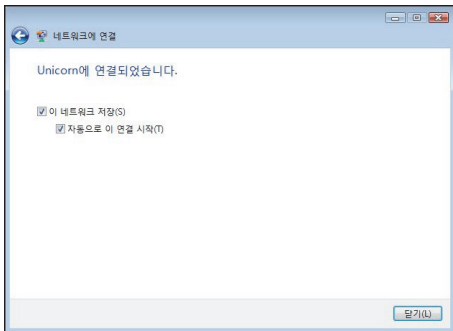 네트워크에 연결
Unicorn에 연결되었습니다.
이 네트워크 저장(S)
자동으로 이 연결 시작(T)
닫기(L)